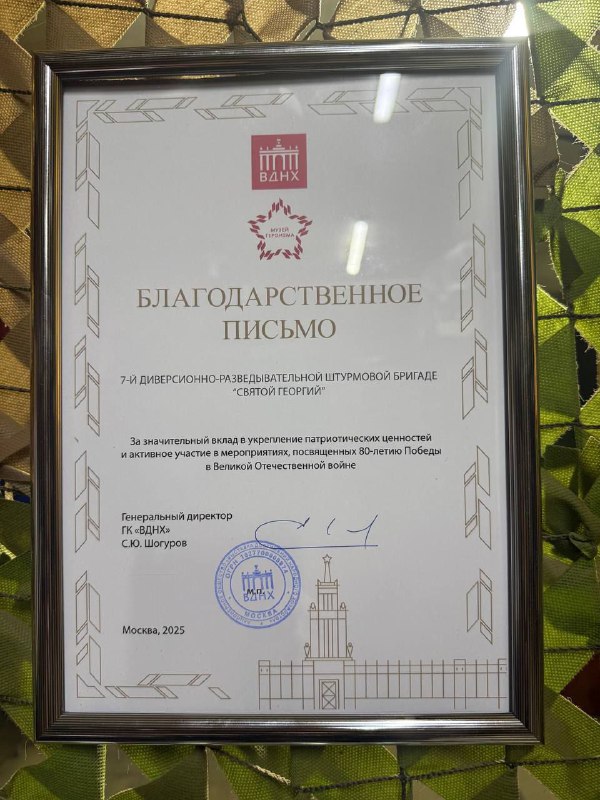 ВДНХ
МУЗЕЙ
ГЕРОИЗМА
БЛАГОДАРСТВЕННОЕ
ПИСЬМО
7-Й ДИВЕРСИОННО-РАЗВЕДЫВАТЕЛЬНОЙ ШТУРМОВОЙ БРИГАДЕ
"СВЯТОЙ ГЕОРГИЙ"
За значительный вклад в укрепление патриотических ценностей
и активное участие в мероприятиях, посвященных 80-летию Победы
в Великой Отечественной войне
Генеральный директор
ГК «ВДНХ»
С.Ю. Шогуров
М.П.
ВДНХ
МОСКВА
Москва, 2025